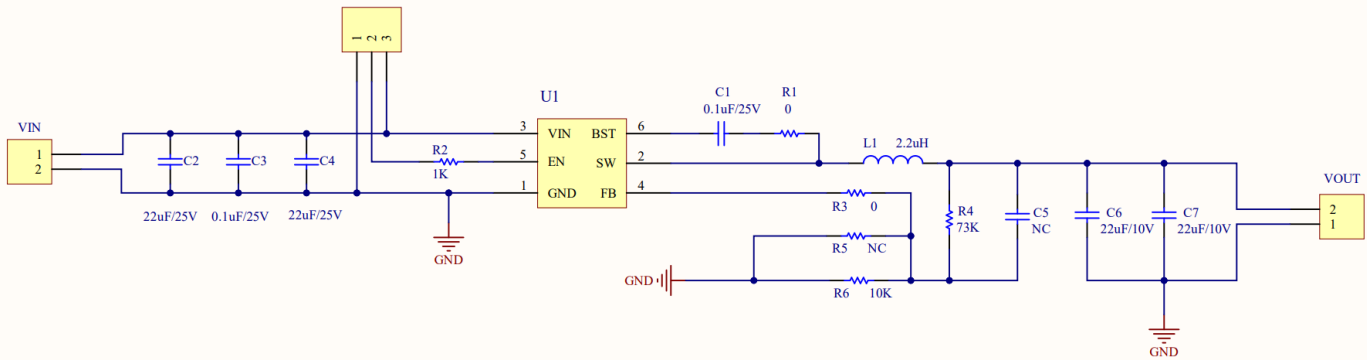 1 2 3
VIN
1
2
C2
22uF/25V
C3
0.1uF/25V
C4
22uF/25V
R2
1K
GND
U1
3 VIN BST 6
5 EN SW 2
1 GND FB 4
C1
0.1uF/25V
R1
0
L1 2.2uH
R3 0
R5 NC
R6 10K
GND
R4
73K
C5
NC
C6
22uF/10V
C7
22uF/10V
GND
VOUT
2
1